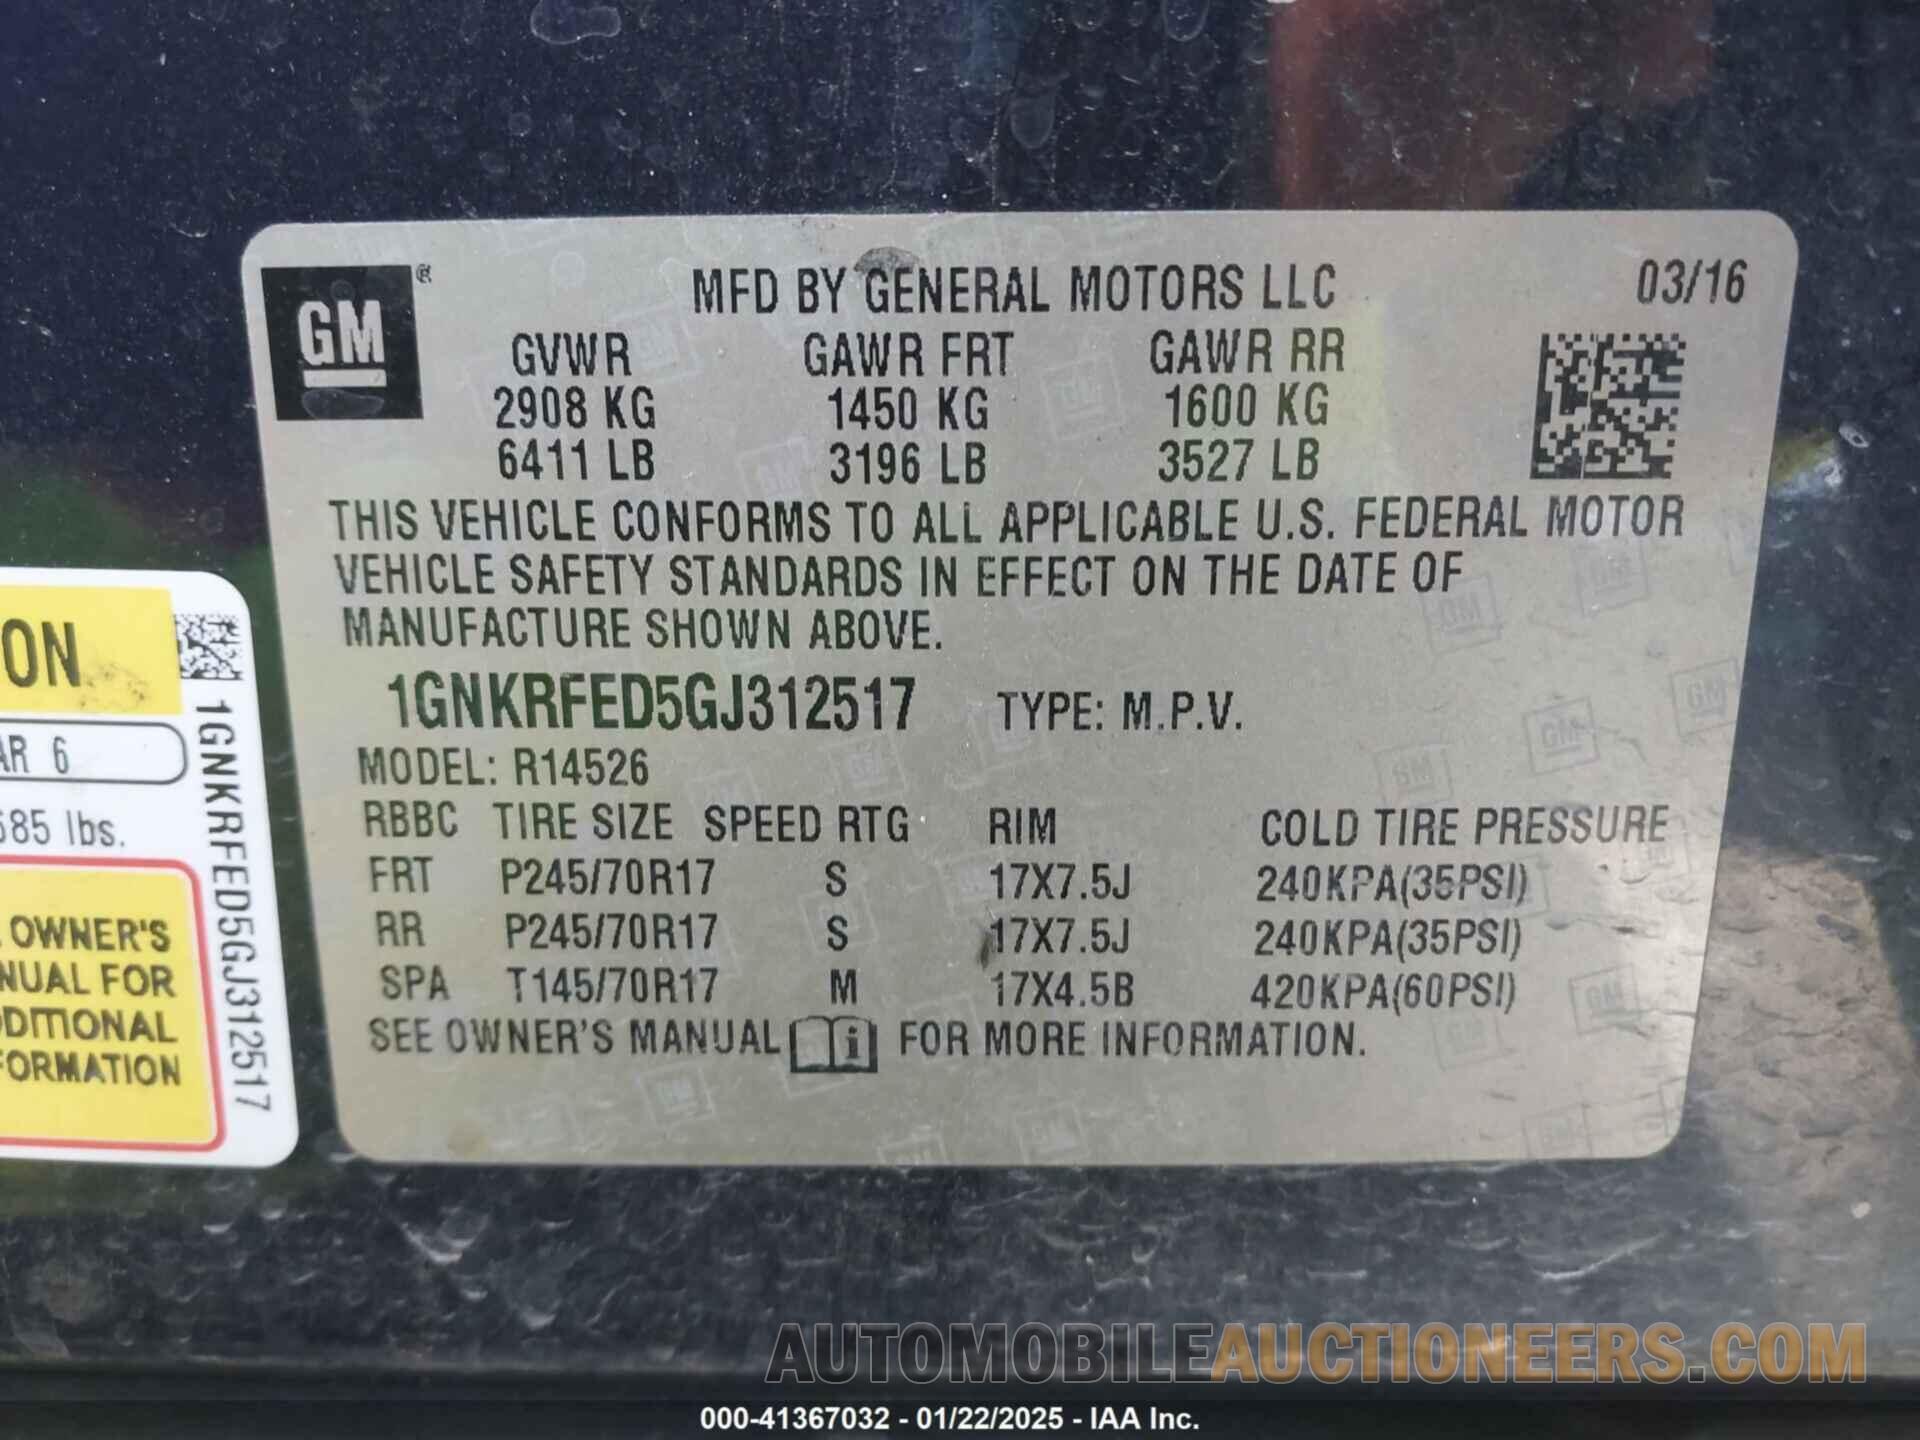 GM
®
MFD BY GENERAL MOTORS LLC 03/16
GVWR GAWR FRT GAWR RR
2908 KG 1450 KG 1600 KG
6411 LB 3196 LB 3527 LB
THIS VEHICLE CONFORMS TO ALL APPLICABLE U.S. FEDERAL MOTOR
VEHICLE SAFETY STANDARDS IN EFFECT ON THE DATE OF
MANUFACTURE SHOWN ABOVE.
1GNKRFED5GJ312517 TYPE: M.P.V.
MODEL: R14526
RBBC TIRE SIZE SPEED RTG RIM COLD TIRE PRESSURE
FRT P245/70R17 S 17X7.5J 240KPA(35PSI)
RR P245/70R17 S 17X7.5J 240KPA(35PSI)
SPA T145/70R17 M 17X4.5B 420KPA(60PSI)
SEE OWNER'S MANUAL i FOR MORE INFORMATION.
ON
AR 6
685 lbs.
OWNER'S
NUAL FOR
DDITIONAL
FORMATION
1GNKRFED5GJ312517
AUTOMOBILEAUCTIONEERS.COM
000-41367032 - 01/22/2025 - IAA Inc.